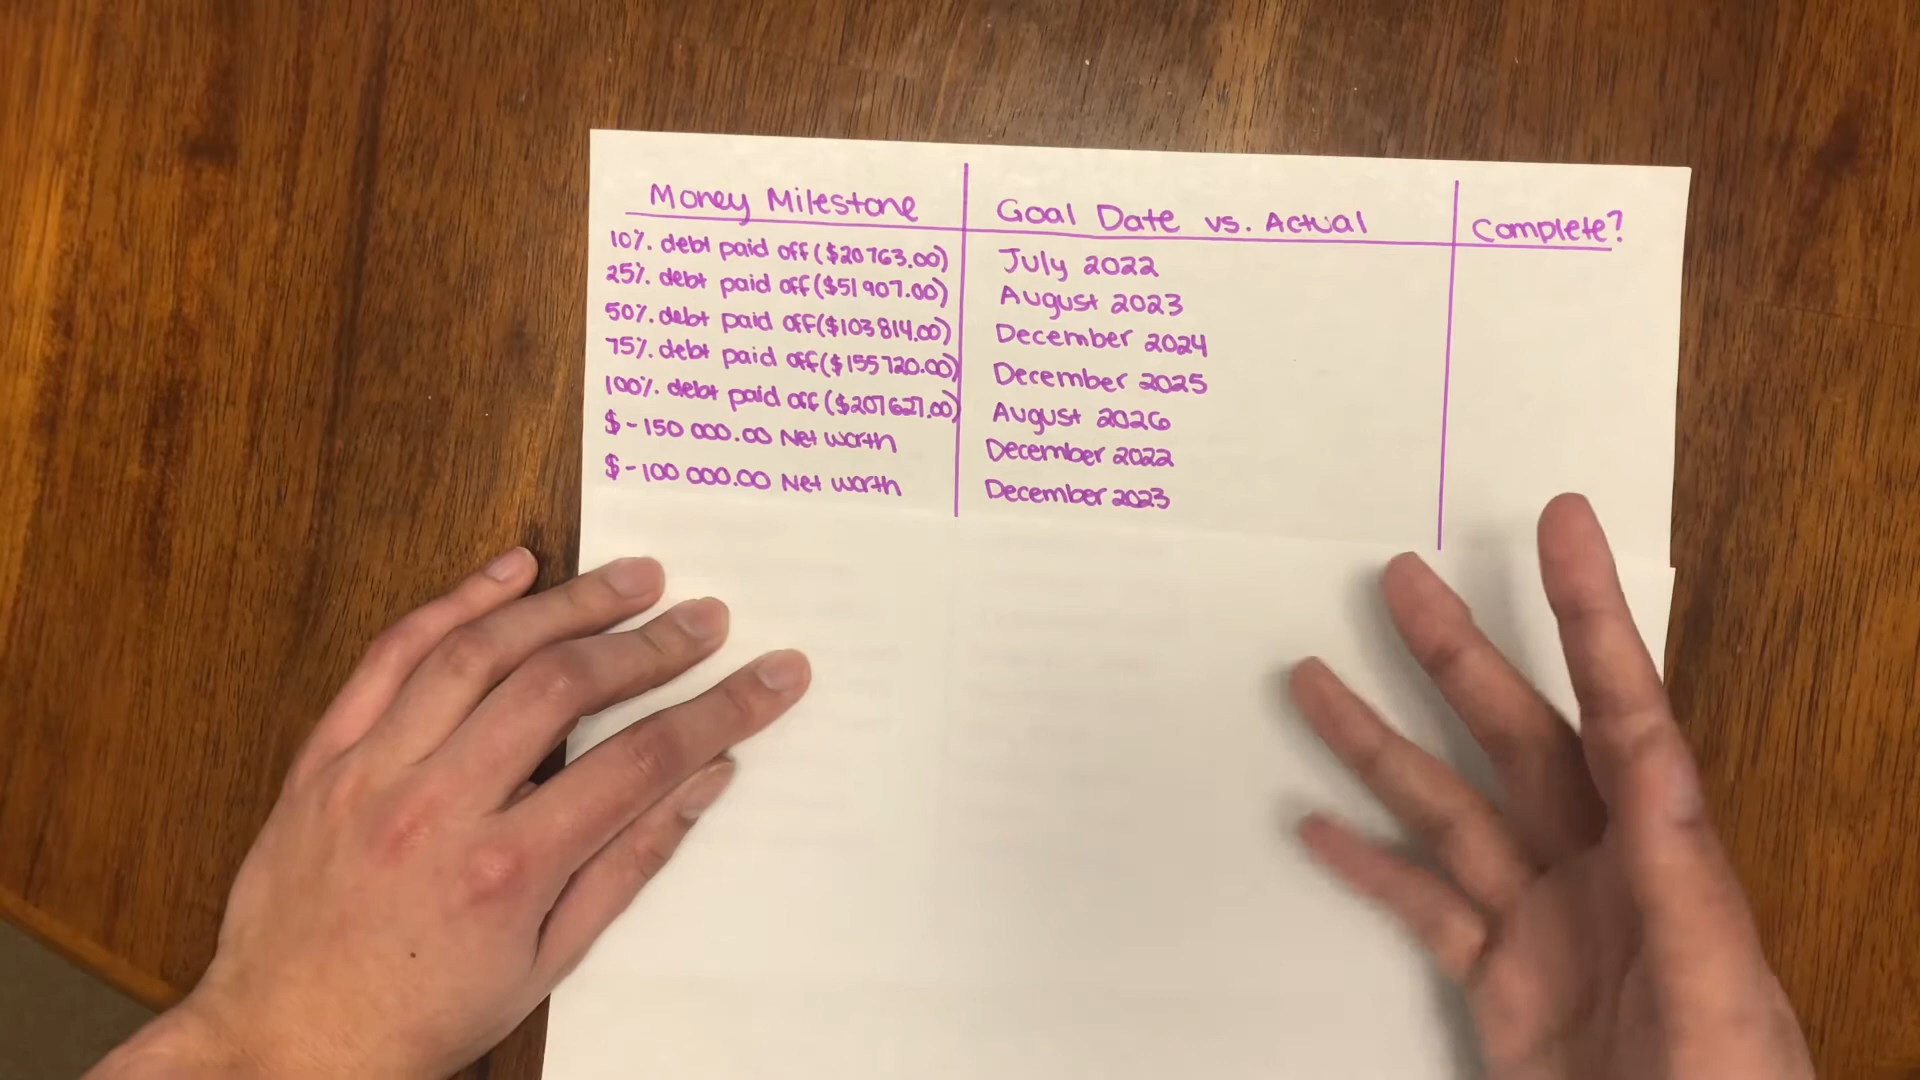 Money Milestone Goal Date vs. Actual Complete?
10% debt paid off ($20763.00) July 2022
25% debt paid off ($51907.00) August 2023
50% debt paid off ($103814.00) December 2024
75% debt paid off ($155720.00) December 2025
100% debt paid off ($207627.00) August 2026
$-150 000.00 Net worth December 2022
$-100 000.00 Net worth December 2023